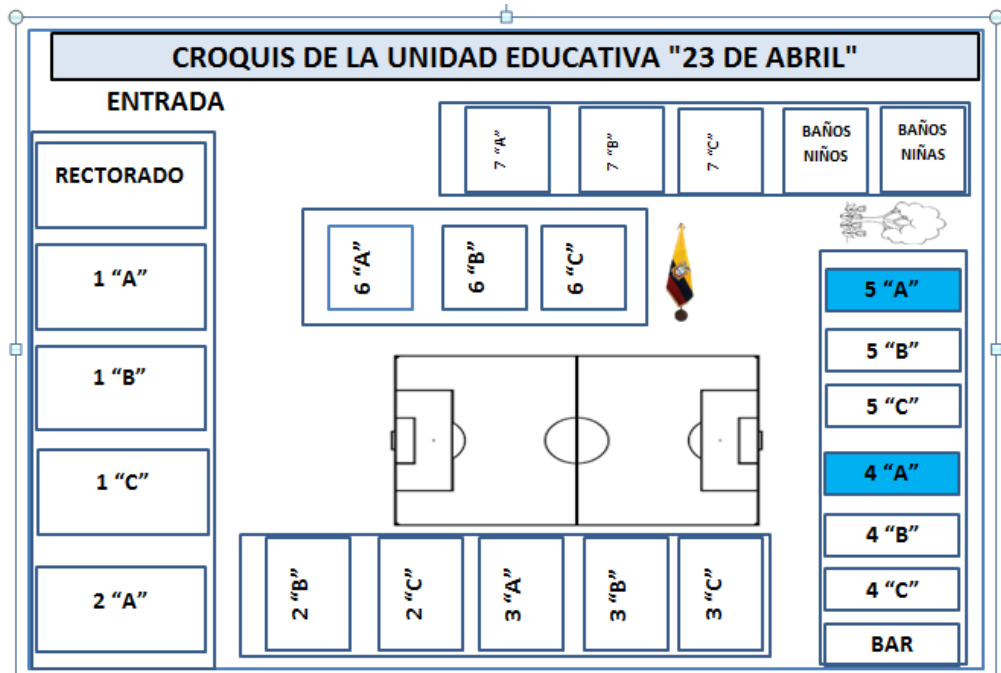 CROQUIS DE LA UNIDAD EDUCATIVA "23 DE ABRIL"
ENTRADA
RECTORADO
1 “A”
1 “B”
1 “C”
2 “A”
7 “A”
7 “B”
7 “C”
BAÑOS
NIÑOS
BAÑOS
NIÑAS
6 “A”
6 “B”
6 “C”
5 “A”
5 “B”
5 “C”
4 “A”
4 “B”
4 “C”
BAR
2 “B”
2 “C”
3 “A”
3 “B”
3 “C”